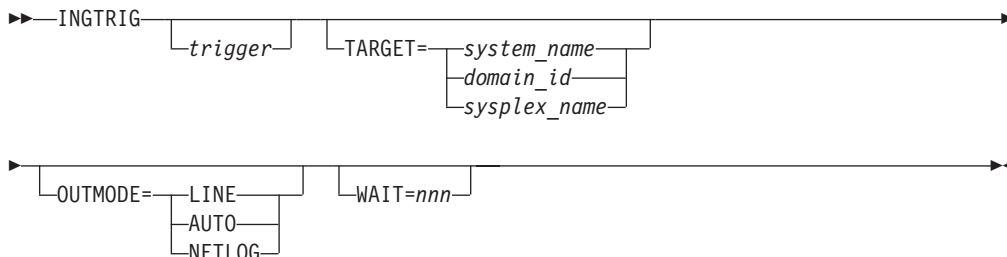 INGTRIG
trigger
TARGET= system_name
domain_id
sysplex_name
OUTMODE= LINE
AUTO
NETLOG
WAIT=nnn